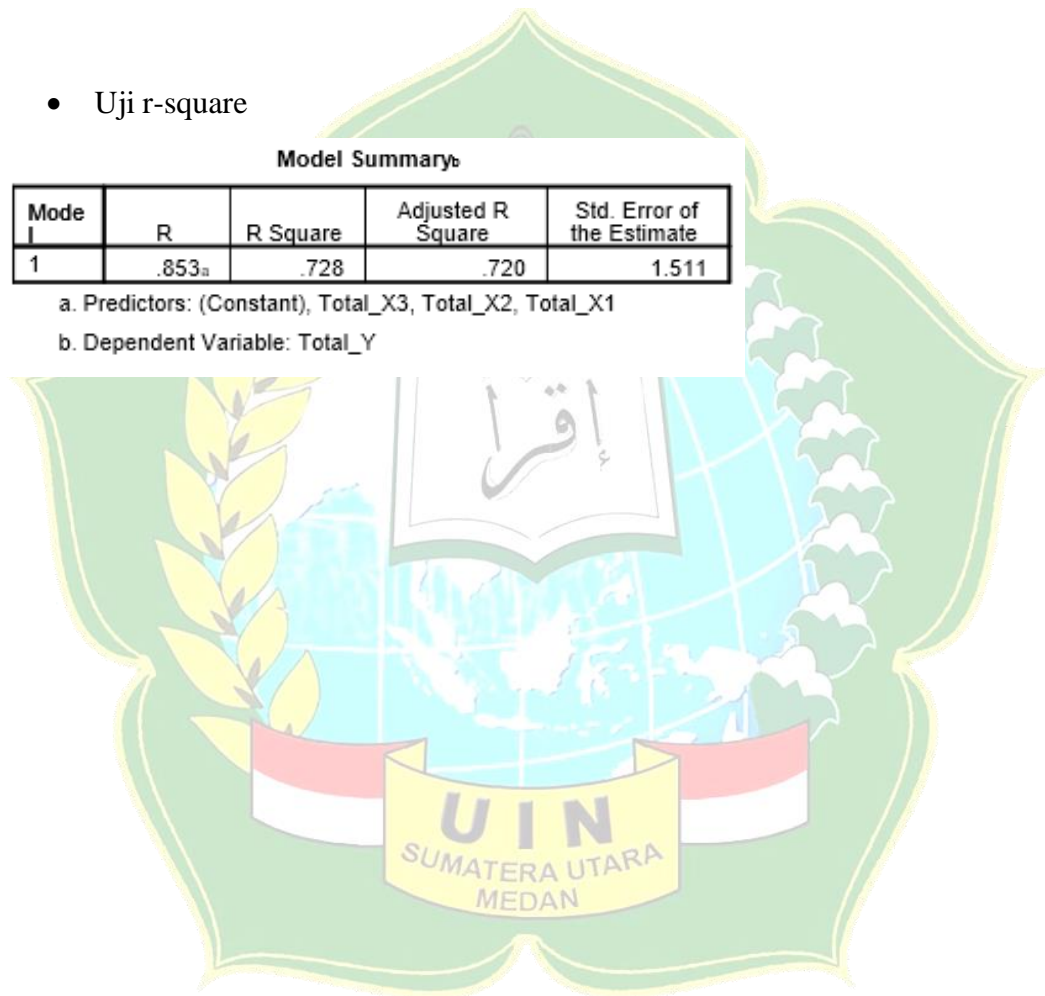 • Uji r-square
Model Summaryb
Mode
l R R Square Adjusted R Square Std. Error of the Estimate
1 .853a .728 .720 1.511
a. Predictors: (Constant), Total_X3, Total_X2, Total_X1
b. Dependent Variable: Total_Y
إقرأ
UIN
SUMATERA UTARA
MEDAN